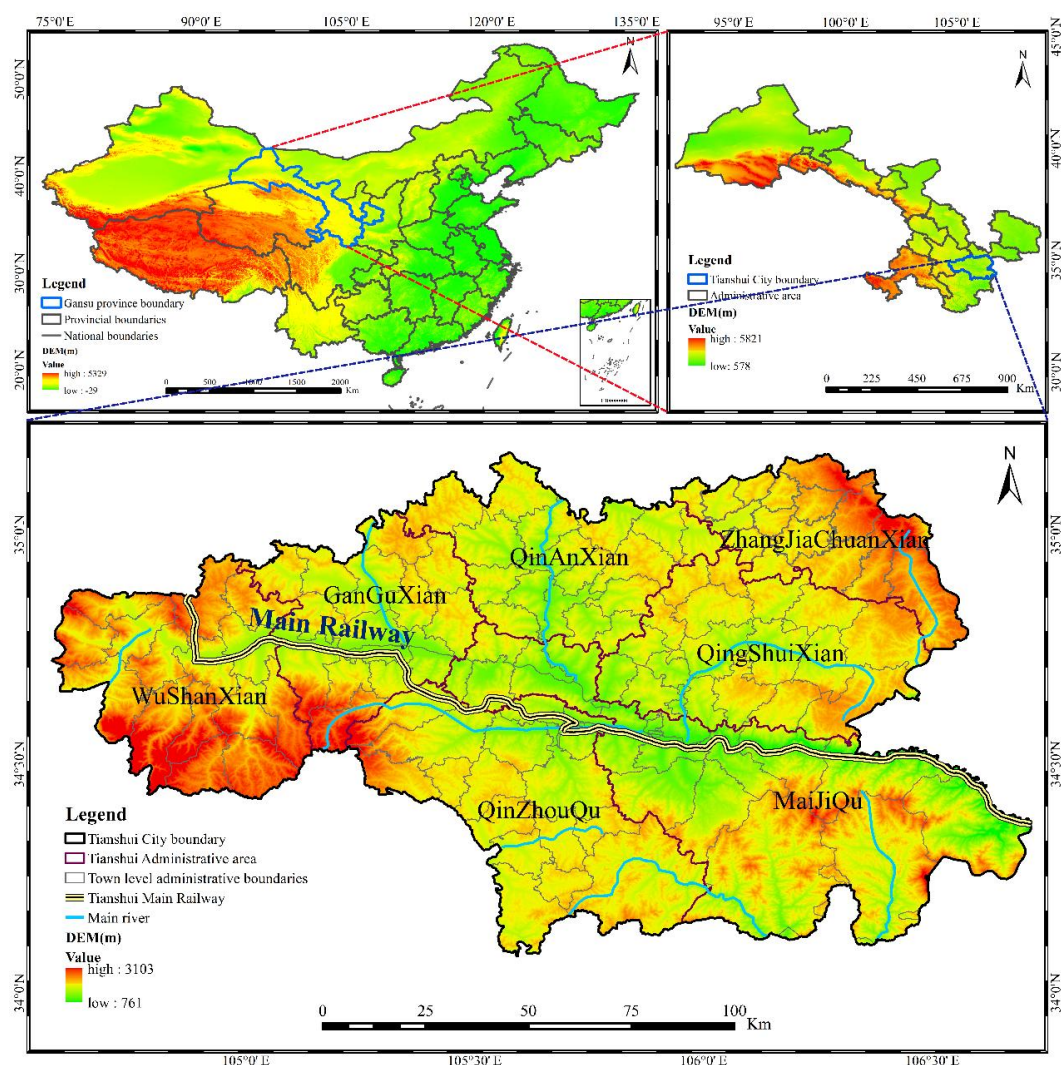 75°0′ E 90°0′ E 105°0′ E 120°0′ E 135°0′ E
50°0′N
40°0′N
30°0′N
20°0′N
N
Legend
Gansu province boundary
Provincial boundaries
National boundaries
DEM(m)
Value
high : 5329
low : -29
0 500 1000 1500 2000
Km
90°0′E 95°0′E 100°0′E 105°0′E
45°0′N
40°0′N
35°0′N
30°0′N
N
Legend
Tianshui City boundary
Administrative area
DEM(m)
Value
high : 5821
low: 578
0 225 450 675 900
Km
N
35°0′N
34°30′N
34°0′N
ZhangJiaChuanXian
QinAnXian
GanGuXian
Main Railway
QingShuiXian
WuShanXian
QinZhouQu
MaiJiQu
Legend
Tianshui City boundary
Tianshui Administrative area
Town level administrative boundaries
Tianshui Main Railway
Main river
DEM(m)
Value
high : 3103
low : 761
0 25 50 75 100
Km
35°0′N
34°30′N
34°0′N
105°0′ E 105°30′ E 106°0′ E 106°30′ E